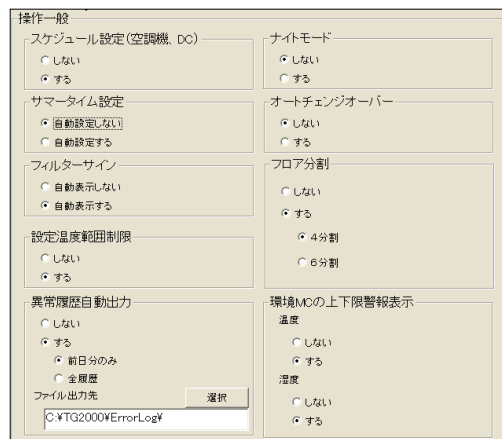 操作一般
スケジュール設定(空調機、DC)
しない
する
サマータイム設定
自動設定しない
自動設定する
フィルターサイン
自動表示しない
自動表示する
設定温度範囲制限
しない
する
異常履歴自動出力
しない
する
前日分のみ
全履歴
ファイル出力先
選択
C:¥TG2000¥ErrorLog¥
ナイトモード
しない
する
オートチェンジオーバー
しない
する
フロア分割
しない
する
4分割
6分割
環境MCの上下限警報表示
温度
しない
する
湿度
しない
する